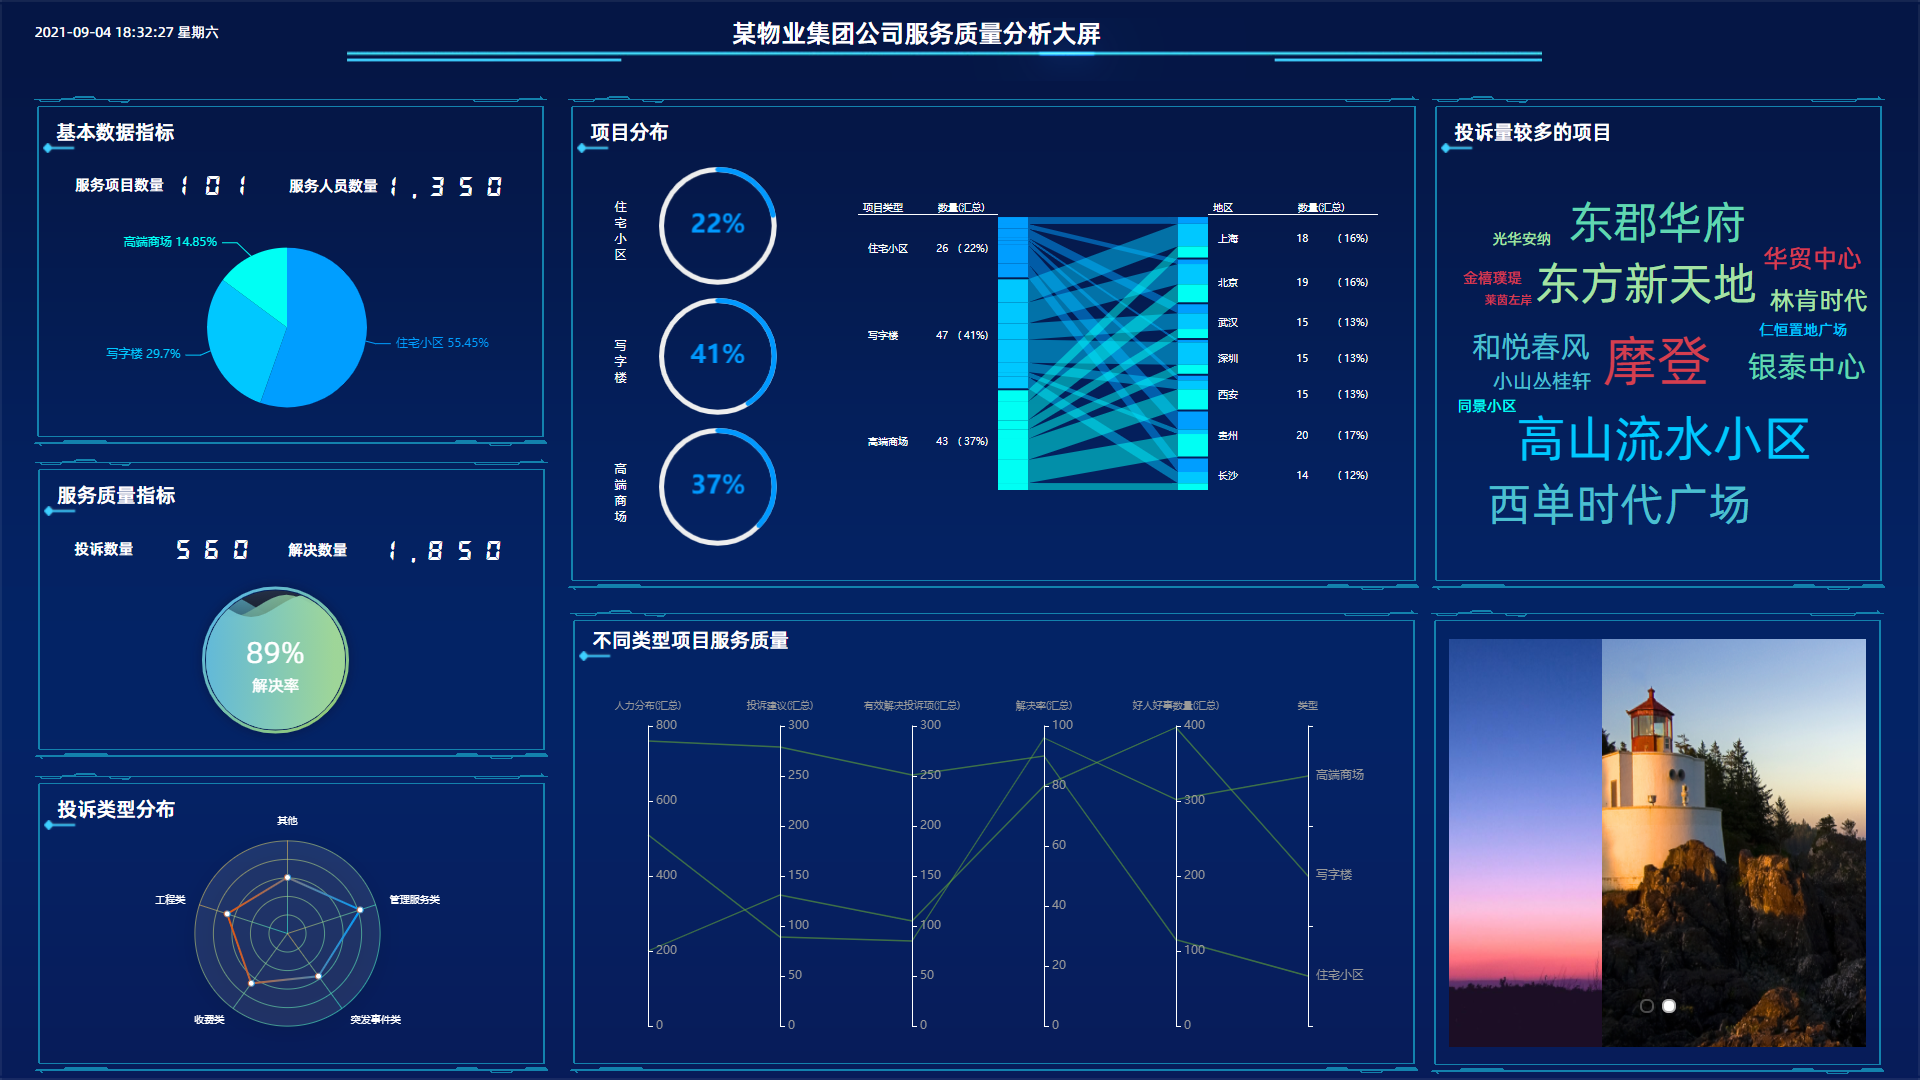 2021-09-04 18:32:27 星期六
某物业集团公司服务质量分析大屏
基本数据指标
服务项目数量 101 服务人员数量 1,350
高端商场 14.85%
写字楼 29.7%
住宅小区 55.45%
服务质量指标
投诉数量 560 解决数量 1,850
89%
解决率
投诉类型分布
其他
工程类
管理服务类
收费类
突发事件类
项目分布
住宅小区
22%
写字楼
41%
高端商场
37%
项目类型 数量(汇总)
住宅小区 26 (22%)
写字楼 47 (41%)
高端商场 43 (37%)
地区 数量(汇总)
上海 18 (16%)
北京 19 (16%)
武汉 15 (13%)
深圳 15 (13%)
西安 15 (13%)
贵州 20 (17%)
长沙 14 (12%)
投诉量较多的项目
东郡华府
光华安纳
华贸中心
金禧璞瑅
东方新天地
莱茵左岸
林肯时代
仁恒置地广场
和悦春风
摩登
银泰中心
小山丛桂轩
同景小区
高山流水小区
西单时代广场
不同类型项目服务质量
人力分布(汇总) 投诉建议(汇总) 有效解决投诉项(汇总) 解决率(汇总) 好人好事数量(汇总) 类型
800 300 300 100 400
250 250 高端商场
600 80 300
200 200
60
400 150 150 200 写字楼
40
100 100
200 100
20
50 50 住宅小区
0 0 0 0 0